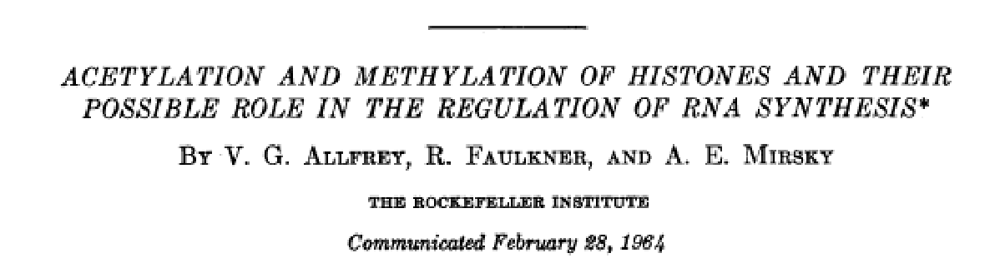 ACETYLATION AND METHYLATION OF HISTONES AND THEIR
POSSIBLE ROLE IN THE REGULATION OF RNA SYNTHESIS*
By V. G. Allfrey, R. Faulkner, and A. E. Mirsky
THE ROCKEFELLER INSTITUTE
Communicated February 28, 1964